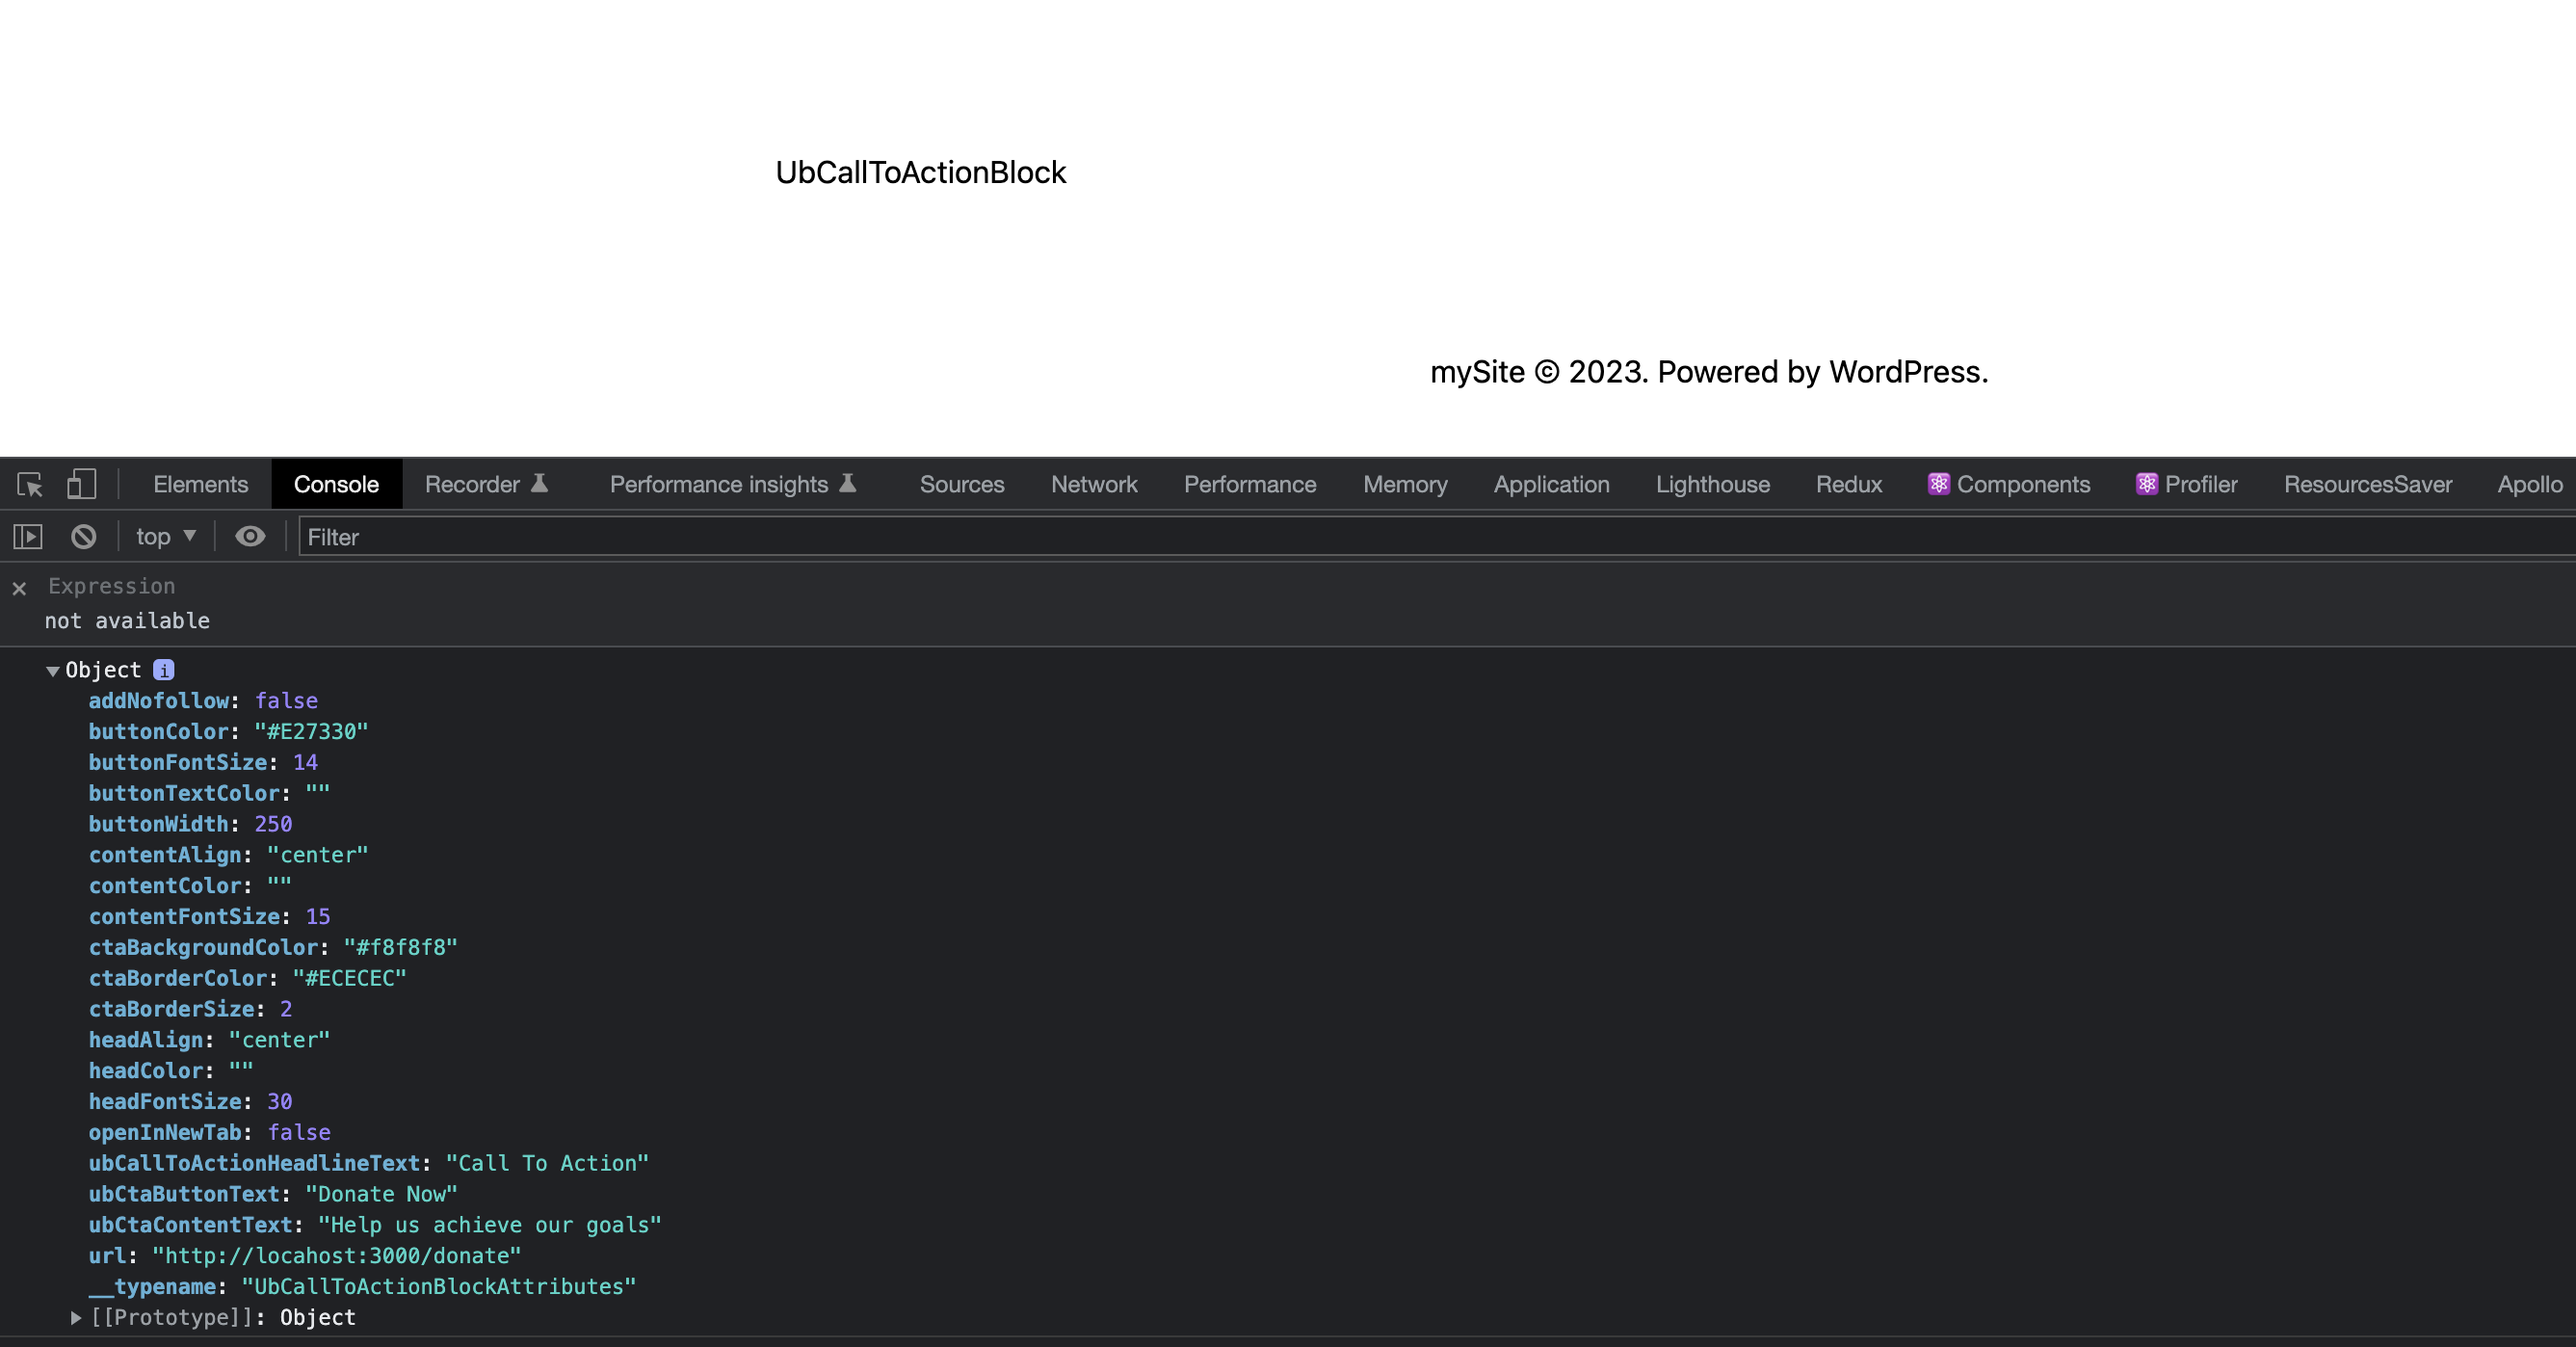 UbCallToActionBlock
mySite © 2023. Powered by WordPress.
Elements Console Recorder Performance insights Sources Network Performance Memory Application Lighthouse Redux Components Profiler ResourcesSaver Apollo
top Filter
Expression
not available
Object i
addNofollow: false
buttonColor: "#E27330"
buttonFontSize: 14
buttonTextColor: ""
buttonWidth: 250
contentAlign: "center"
contentColor: ""
contentFontSize: 15
ctaBackgroundColor: "#f8f8f8"
ctaBorderColor: "#ECECEC"
ctaBorderSize: 2
headAlign: "center"
headColor: ""
headFontSize: 30
openInNewTab: false
ubCallToActionHeadlineText: "Call To Action"
ubCtaButtonText: "Donate Now"
ubCtaContentText: "Help us achieve our goals"
url: "http://locahost:3000/donate"
__typename: "UbCallToActionBlockAttributes"
[[Prototype]]: Object